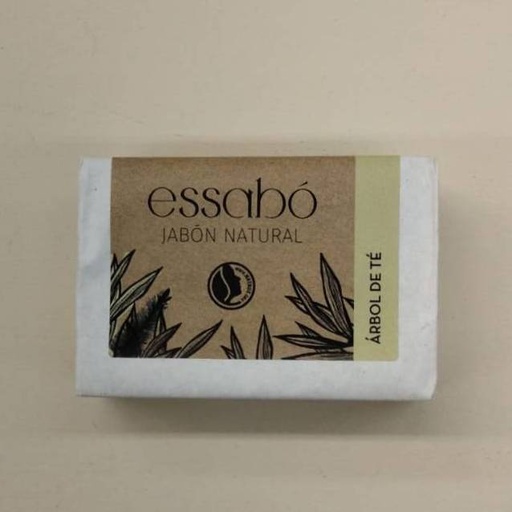 essabó
JABÓN NATURAL
ÁRBOL DE TÉ